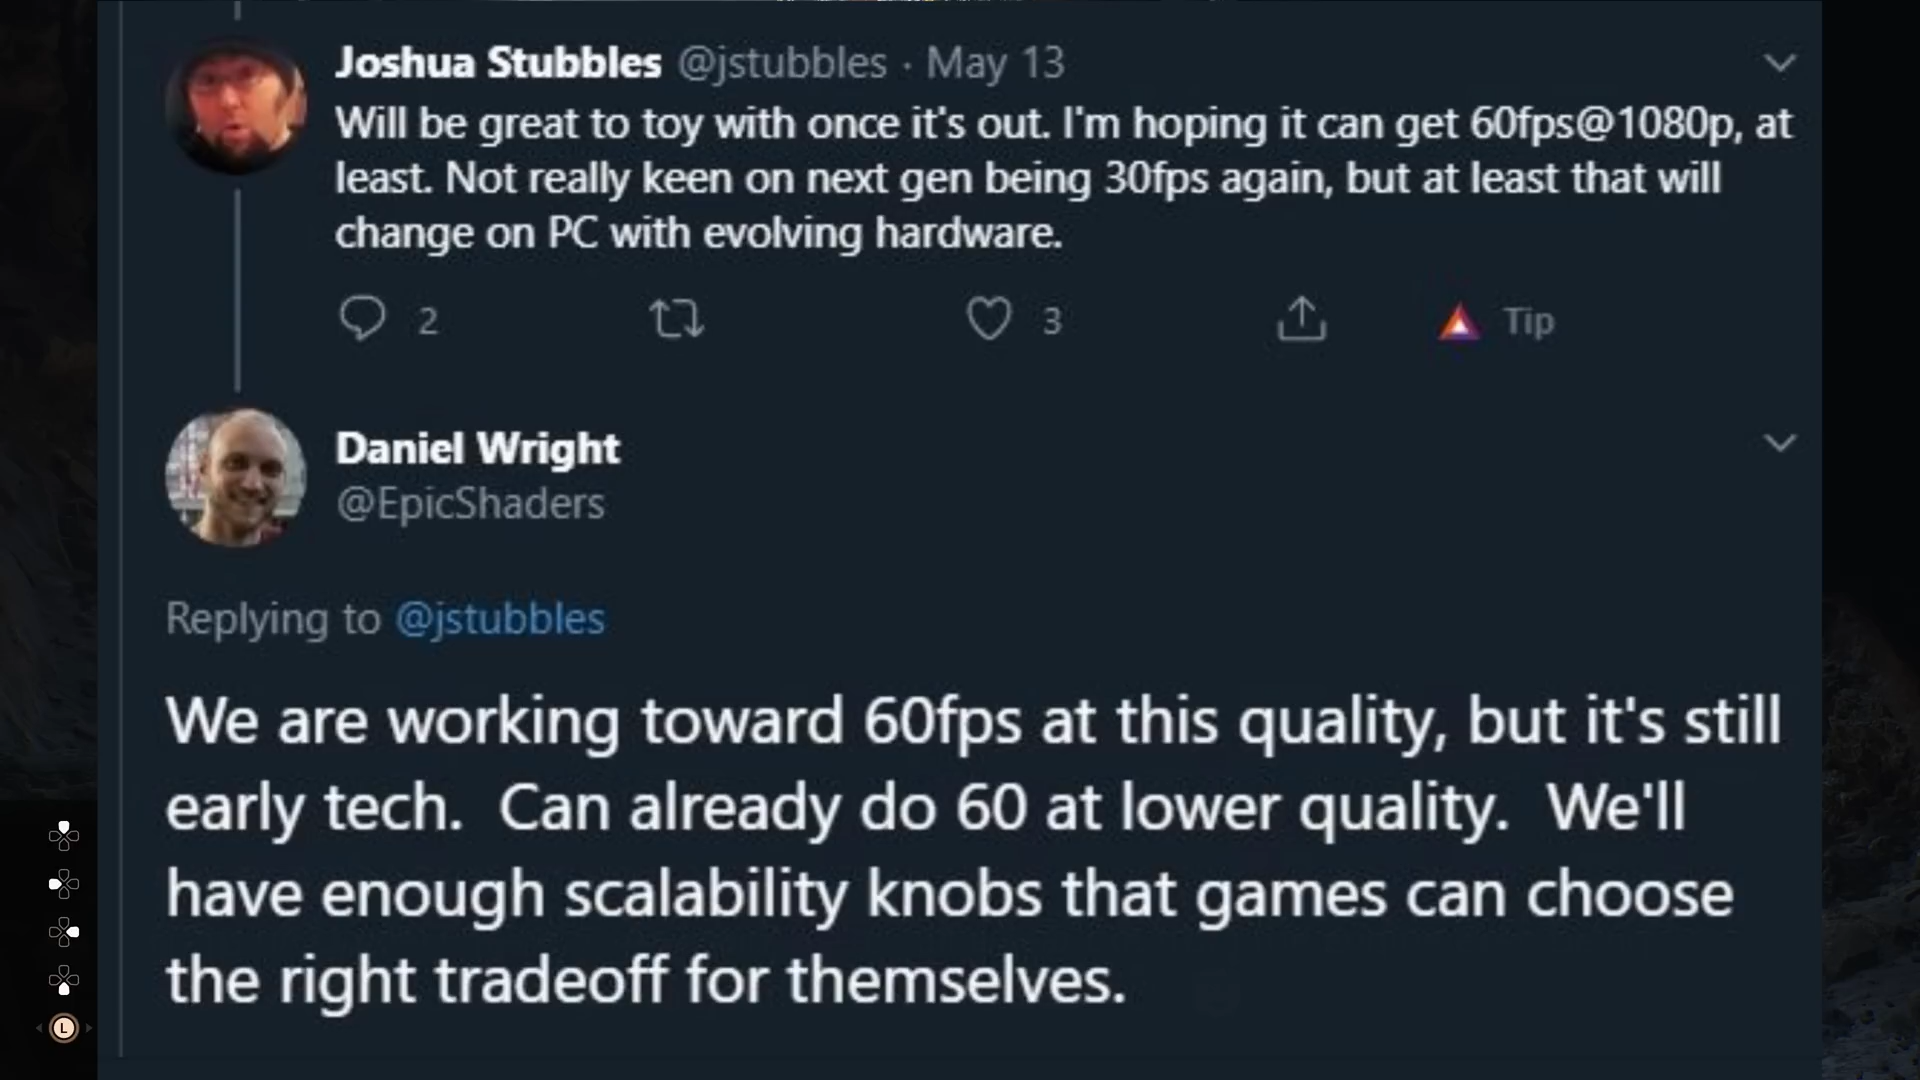 Joshua Stubbles @jstubbles · May 13
Will be great to toy with once it's out. I'm hoping it can get 60fps@1080p, at
least. Not really keen on next gen being 30fps again, but at least that will
change on PC with evolving hardware.
2 3 Tip
Daniel Wright
@EpicShaders
Replying to @jstubbles
We are working toward 60fps at this quality, but it's still
early tech.  Can already do 60 at lower quality.  We'll
have enough scalability knobs that games can choose
the right tradeoff for themselves.
L